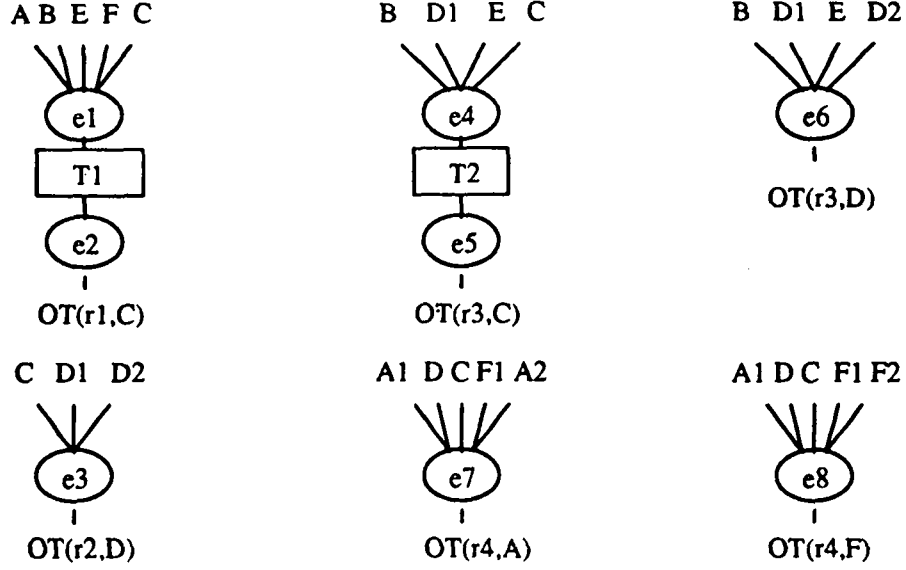 A B E F C
B D1 E C
B D1 E D2
e1
e4
e6
T1
T2
OT(r3,D)
e2
e5
OT(r1,C)
OT(r3,C)
C D1 D2
A1 D C F1 A2
A1 D C F1 F2
e3
e7
e8
OT(r2,D)
OT(r4,A)
OT(r4,F)